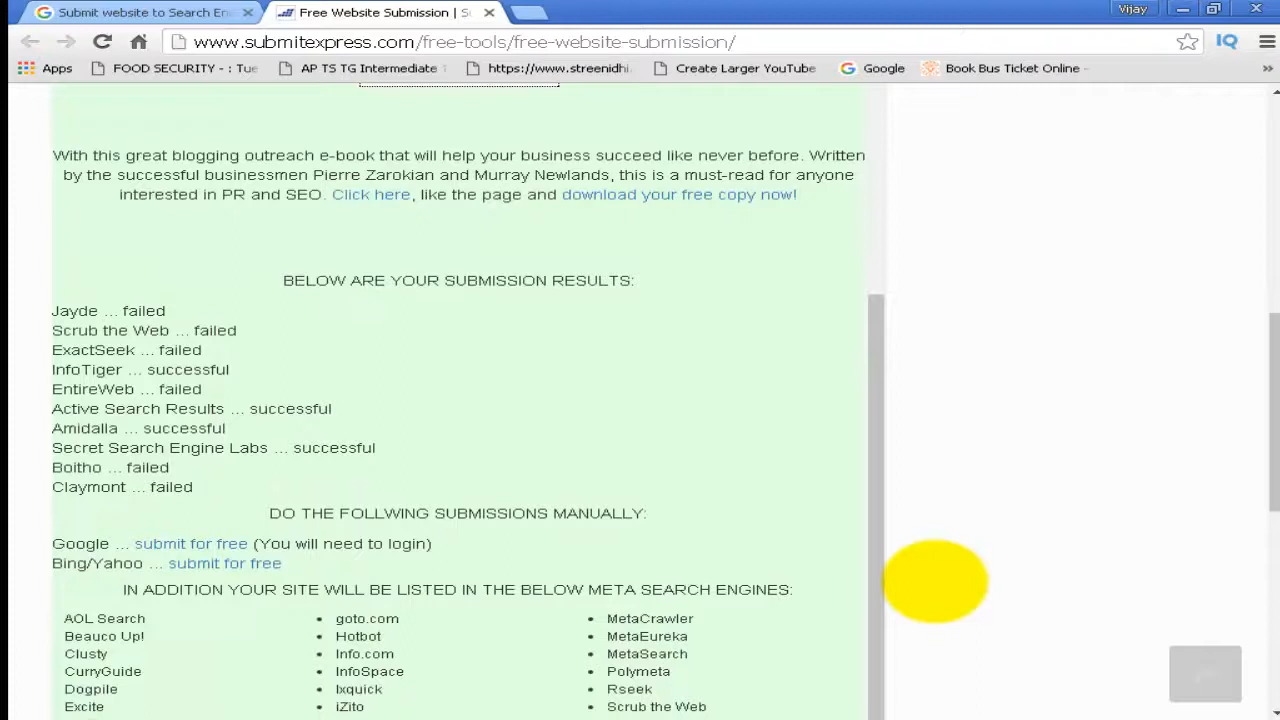 Submit website to Search En
Free Website Submission | S
Vijay
www.submitexpress.com/free-tools/free-website-submission/
IQ
Apps
FOOD SECURITY - : Tue
AP TS TG Intermediate
https://www.streenidhi.
Create Larger YouTube
Google
Book Bus Ticket Online -
»
With this great blogging outreach e-book that will help your business succeed like never before. Written
by the successful businessmen Pierre Zarokian and Murray Newlands, this is a must-read for anyone
interested in PR and SEO. Click here, like the page and download your free copy now!
BELOW ARE YOUR SUBMISSION RESULTS:
Jayde ... failed
Scrub the Web ... failed
ExactSeek ... failed
InfoTiger ... successful
EntireWeb ... failed
Active Search Results ... successful
Amidalla ... successful
Secret Search Engine Labs ... successful
Boitho ... failed
Claymont ... failed
DO THE FOLLWING SUBMISSIONS MANUALLY:
Google ... submit for free (You will need to login)
Bing/Yahoo ... submit for free
IN ADDITION YOUR SITE WILL BE LISTED IN THE BELOW META SEARCH ENGINES:
AOL Search • goto.com • MetaCrawler
Beauco Up! • Hotbot • MetaEureka
Clusty • Info.com • MetaSearch
CurryGuide • InfoSpace • Polymeta
Dogpile • Ixquick • Rseek
Excite • iZito • Scrub the Web